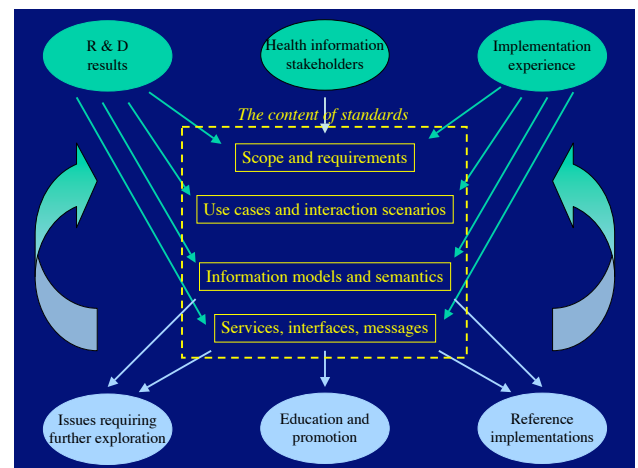 R & D
results
Health information
stakeholders
Implementation
experience
The content of standards
Scope and requirements
Use cases and interaction scenarios
Information models and semantics
Services, interfaces, messages
Issues requiring
further exploration
Education and
promotion
Reference
implementations